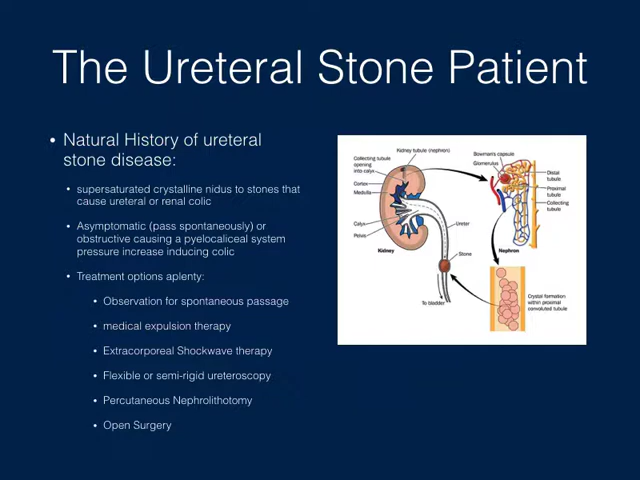 The Ureteral Stone Patient
• Natural History of ureteral
stone disease:
• supersaturated crystalline nidus to stones that
cause ureteral or renal colic
• Asymptomatic (pass spontaneously) or
obstructive causing a pyelocaliceal system
pressure increase inducing colic
• Treatment options aplenty:
• Observation for spontaneous passage
• medical expulsion therapy
• Extracorporeal Shockwave therapy
• Flexible or semi-rigid ureteroscopy
• Percutaneous Nephrolithotomy
• Open Surgery
Kidney tubule (nephron)
Collecting tubule
opening
into calyx
Cortex
Medulla
Calyx
Pelvis
Kidney
Ureter
Stone
To bladder
Bowman's capsule
Glomerulus
Distal
tubule
Proximal
tubule
Collecting
tubule
Nephron
Crystal formation
within proximal
convoluted tubule